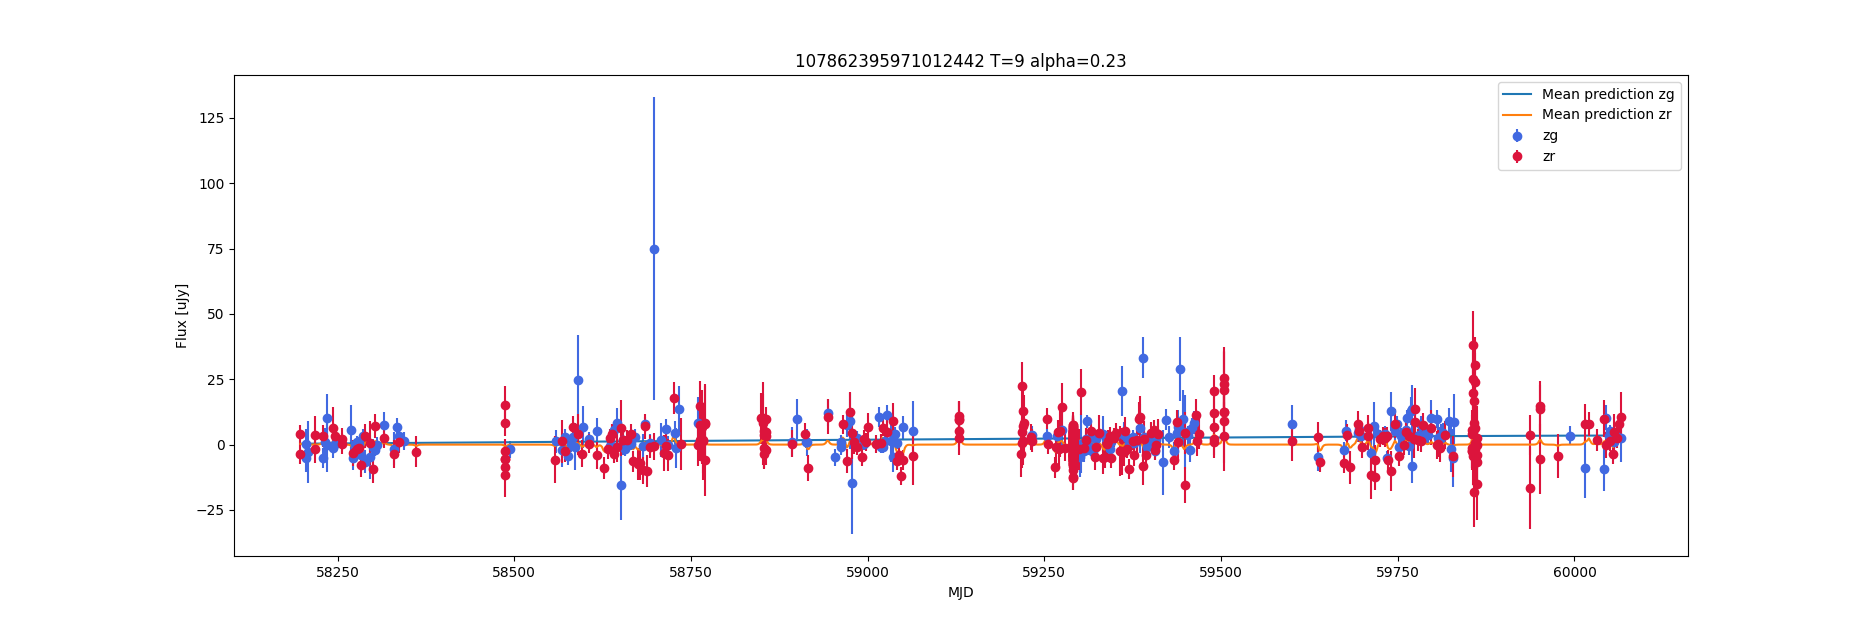 107862395971012442 T=9 alpha=0.23
Mean prediction zg
Mean prediction zr
zg
zr
125
100
75
50
25
0
−25
Flux [uJy]
58250 58500 58750 59000 59250 59500 59750 60000
MJD